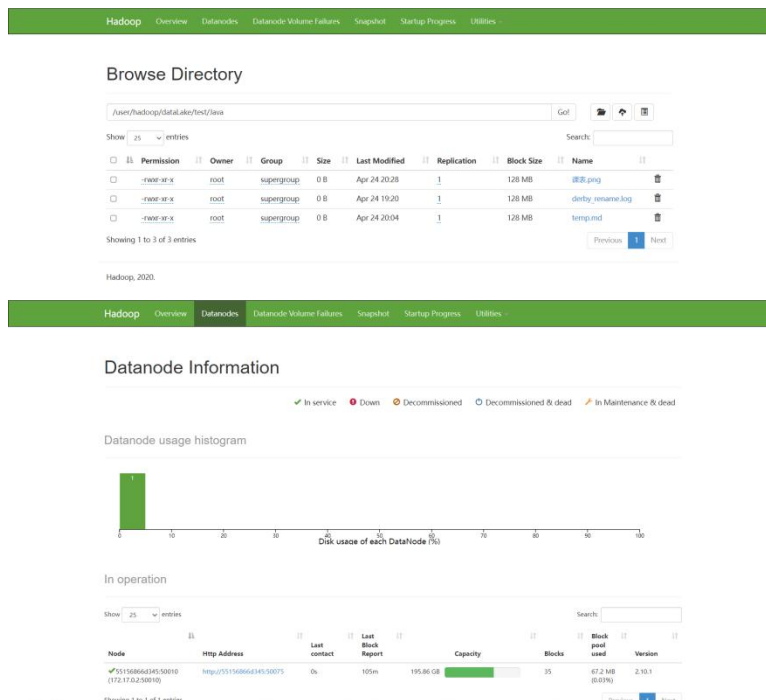 Hadoop Overview Datanodes Datanode Volume Failures Snapshot Startup Progress Utilities
Browse Directory
/user/hadoop/dataLake/test/Java Go!
Show 25 entries Search:
Permission Owner Group Size Last Modified Replication Block Size Name
-rwxr-xr-x root supergroup 0 B Apr 24 20:28 1 128 MB 课表.png
-rwxr-xr-x root supergroup 0 B Apr 24 19:20 1 128 MB derby_rename.log
-rwxr-xr-x root supergroup 0 B Apr 24 20:04 1 128 MB temp.md
Showing 1 to 3 of 3 entries Previous 1 Next
Hadoop, 2020.
Hadoop Overview Datanodes Datanode Volume Failures Snapshot Startup Progress Utilities
Datanode Information
In service Down Decommissioned Decommissioned & dead In Maintenance & dead
Datanode usage histogram
1
0 10 20 30 40 50 60 70 80 90 100
Disk usage of each DataNode (%)
In operation
Show 25 entries Search:
Node Http Address Last contact Last Block Report Capacity Blocks Block pool used Version
55156866d345:50010 (172.17.0.2:50010) http://55156866d345:50075 0s 105m 195.86 GB 35 67.2 MB (0.03%) 2.10.1
Showing 1 to 1 of 1 entries Previous 1 Next